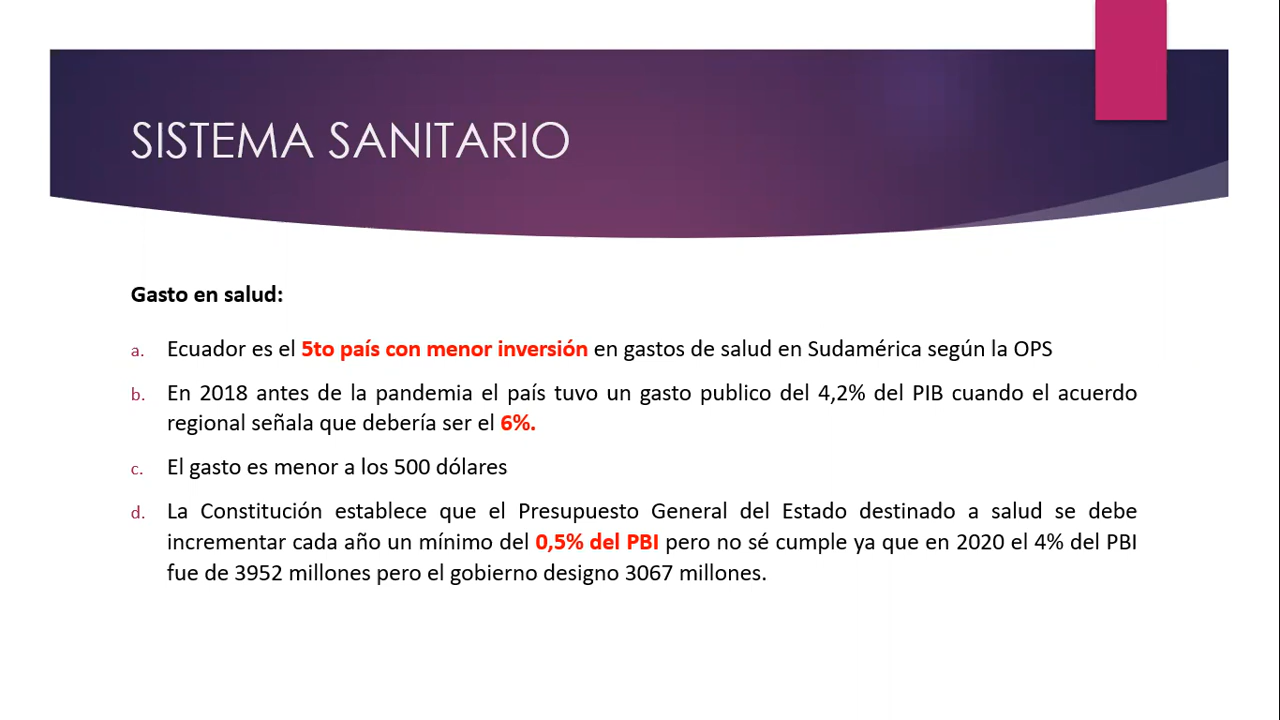 SISTEMA SANITARIO
Gasto en salud:
a. Ecuador es el 5to país con menor inversión en gastos de salud en Sudamérica según la OPS
b. En 2018 antes de la pandemia el país tuvo un gasto publico del 4,2% del PIB cuando el acuerdo
regional señala que debería ser el 6%.
c. El gasto es menor a los 500 dólares
d. La Constitución establece que el Presupuesto General del Estado destinado a salud se debe
incrementar cada año un mínimo del 0,5% del PBI pero no sé cumple ya que en 2020 el 4% del PBI
fue de 3952 millones pero el gobierno designo 3067 millones.